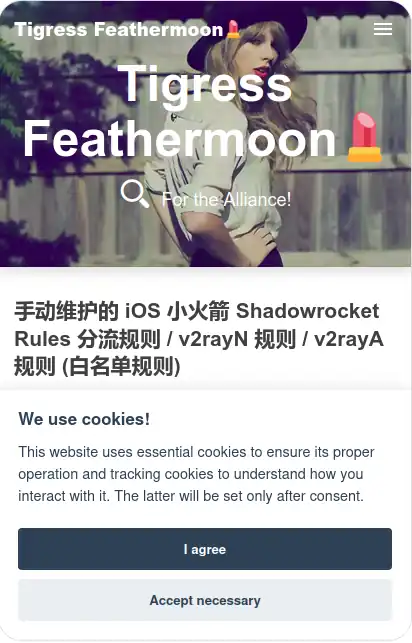 Tigress Feathermoon💄
Tigress
Feathermoon💄
For the Alliance!
手动维护的 iOS 小火箭 Shadowrocket
Rules 分流规则 / v2rayN 规则 / v2rayA
规则 (白名单规则)
We use cookies!
This website uses essential cookies to ensure its proper
operation and tracking cookies to understand how you
interact with it. The latter will be set only after consent.
I agree
Accept necessary